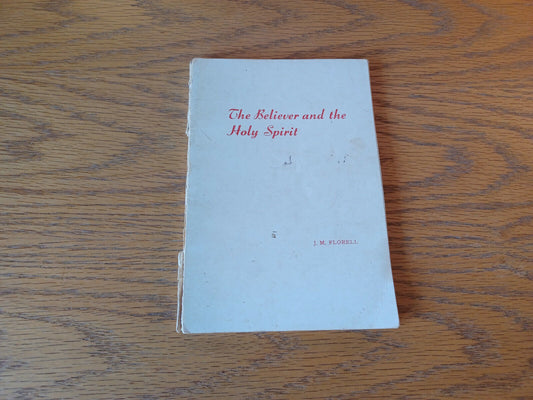 The Believer and the
Holy Spirit
J. M. FLORELL